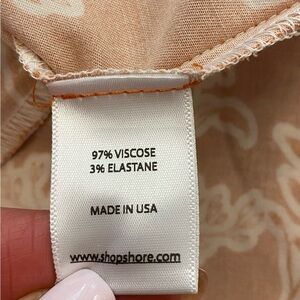 97% VISCOSE
3% ELASTANE
MADE IN USA
www.shopshore.com